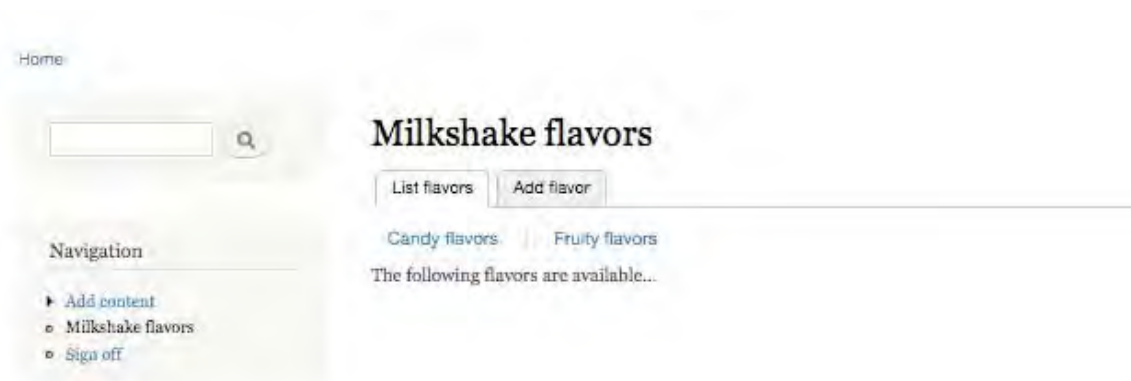 Home
Milkshake flavors
List flavors Add flavor
Candy flavors Fruity flavors
The following flavors are available...
Navigation
Add content
Milkshake flavors
Sign off